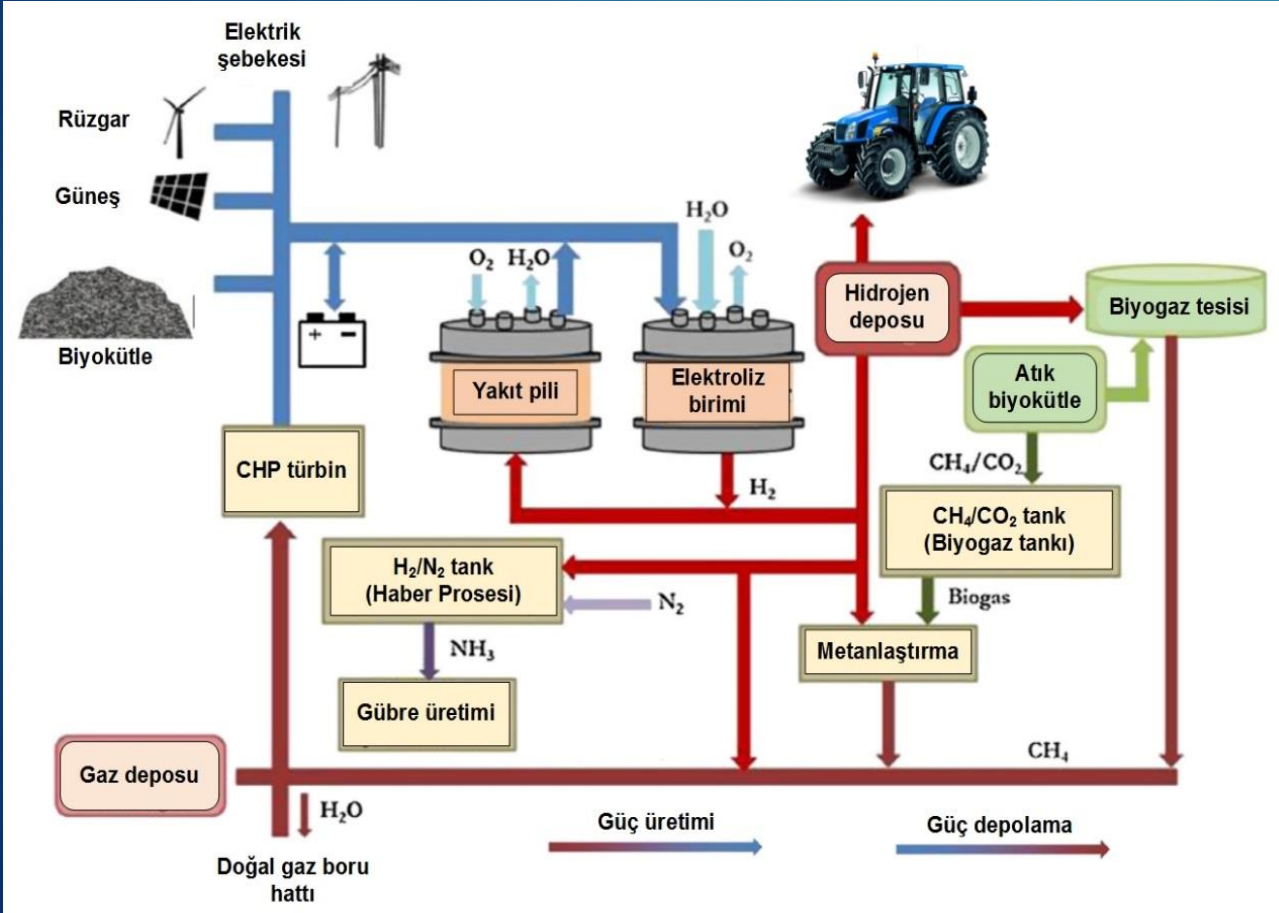 Elektrik
şebekesi
Rüzgar
Güneş
Biyokütle
+ -
O₂
H₂O
H₂O
O₂
Yakıt pili
Elektroliz
birimi
Hidrojen
deposu
Biyogaz tesisi
Atık
biyokütle
CHP türbin
H₂
CH₄/CO₂
CH₄/CO₂ tank
(Biyogaz tankı)
H₂/N₂ tank
(Haber Prosesi)
N₂
Biogas
NH₃
Metanlaştırma
Gübre üretimi
Gaz deposu
CH₄
H₂O
Doğal gaz boru
hattı
Güç üretimi
Güç depolama